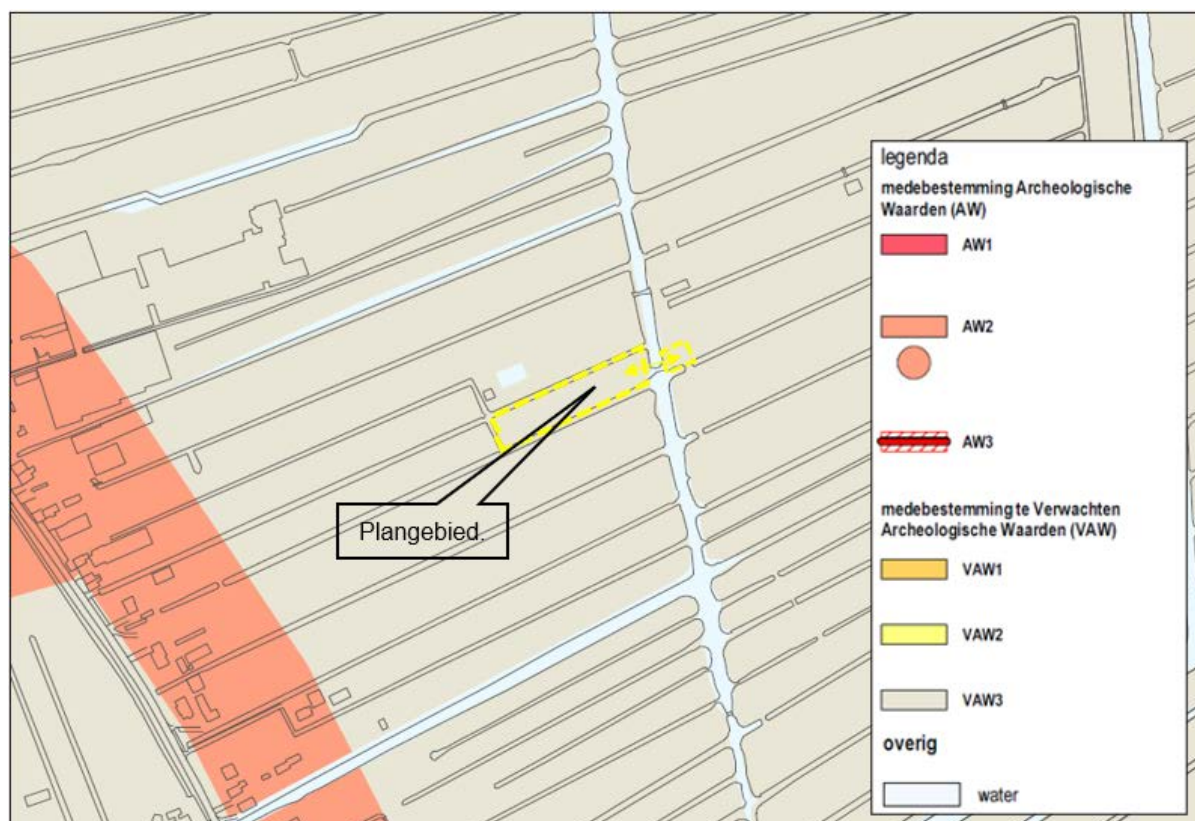 Plangebied.
legenda
medebestemming Archeologische
Waarden (AW)
AW1
AW2
AW3
medebestemming te Verwachten
Archeologische Waarden (VAW)
VAW1
VAW2
VAW3
overig
water